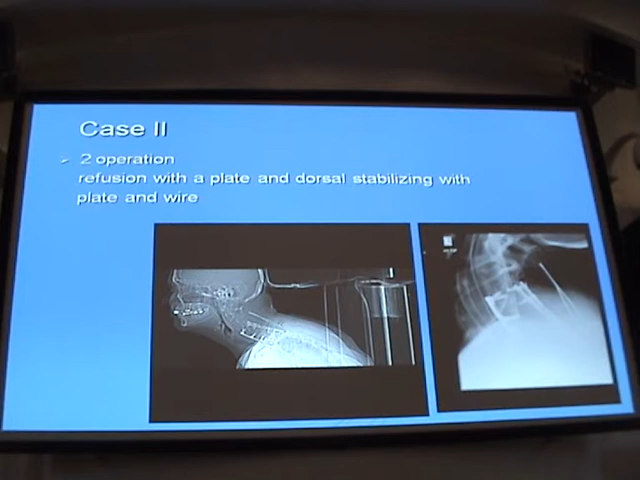 Case II
➢ 2 operation
refusion with a plate and dorsal stabilizing with
plate and wire